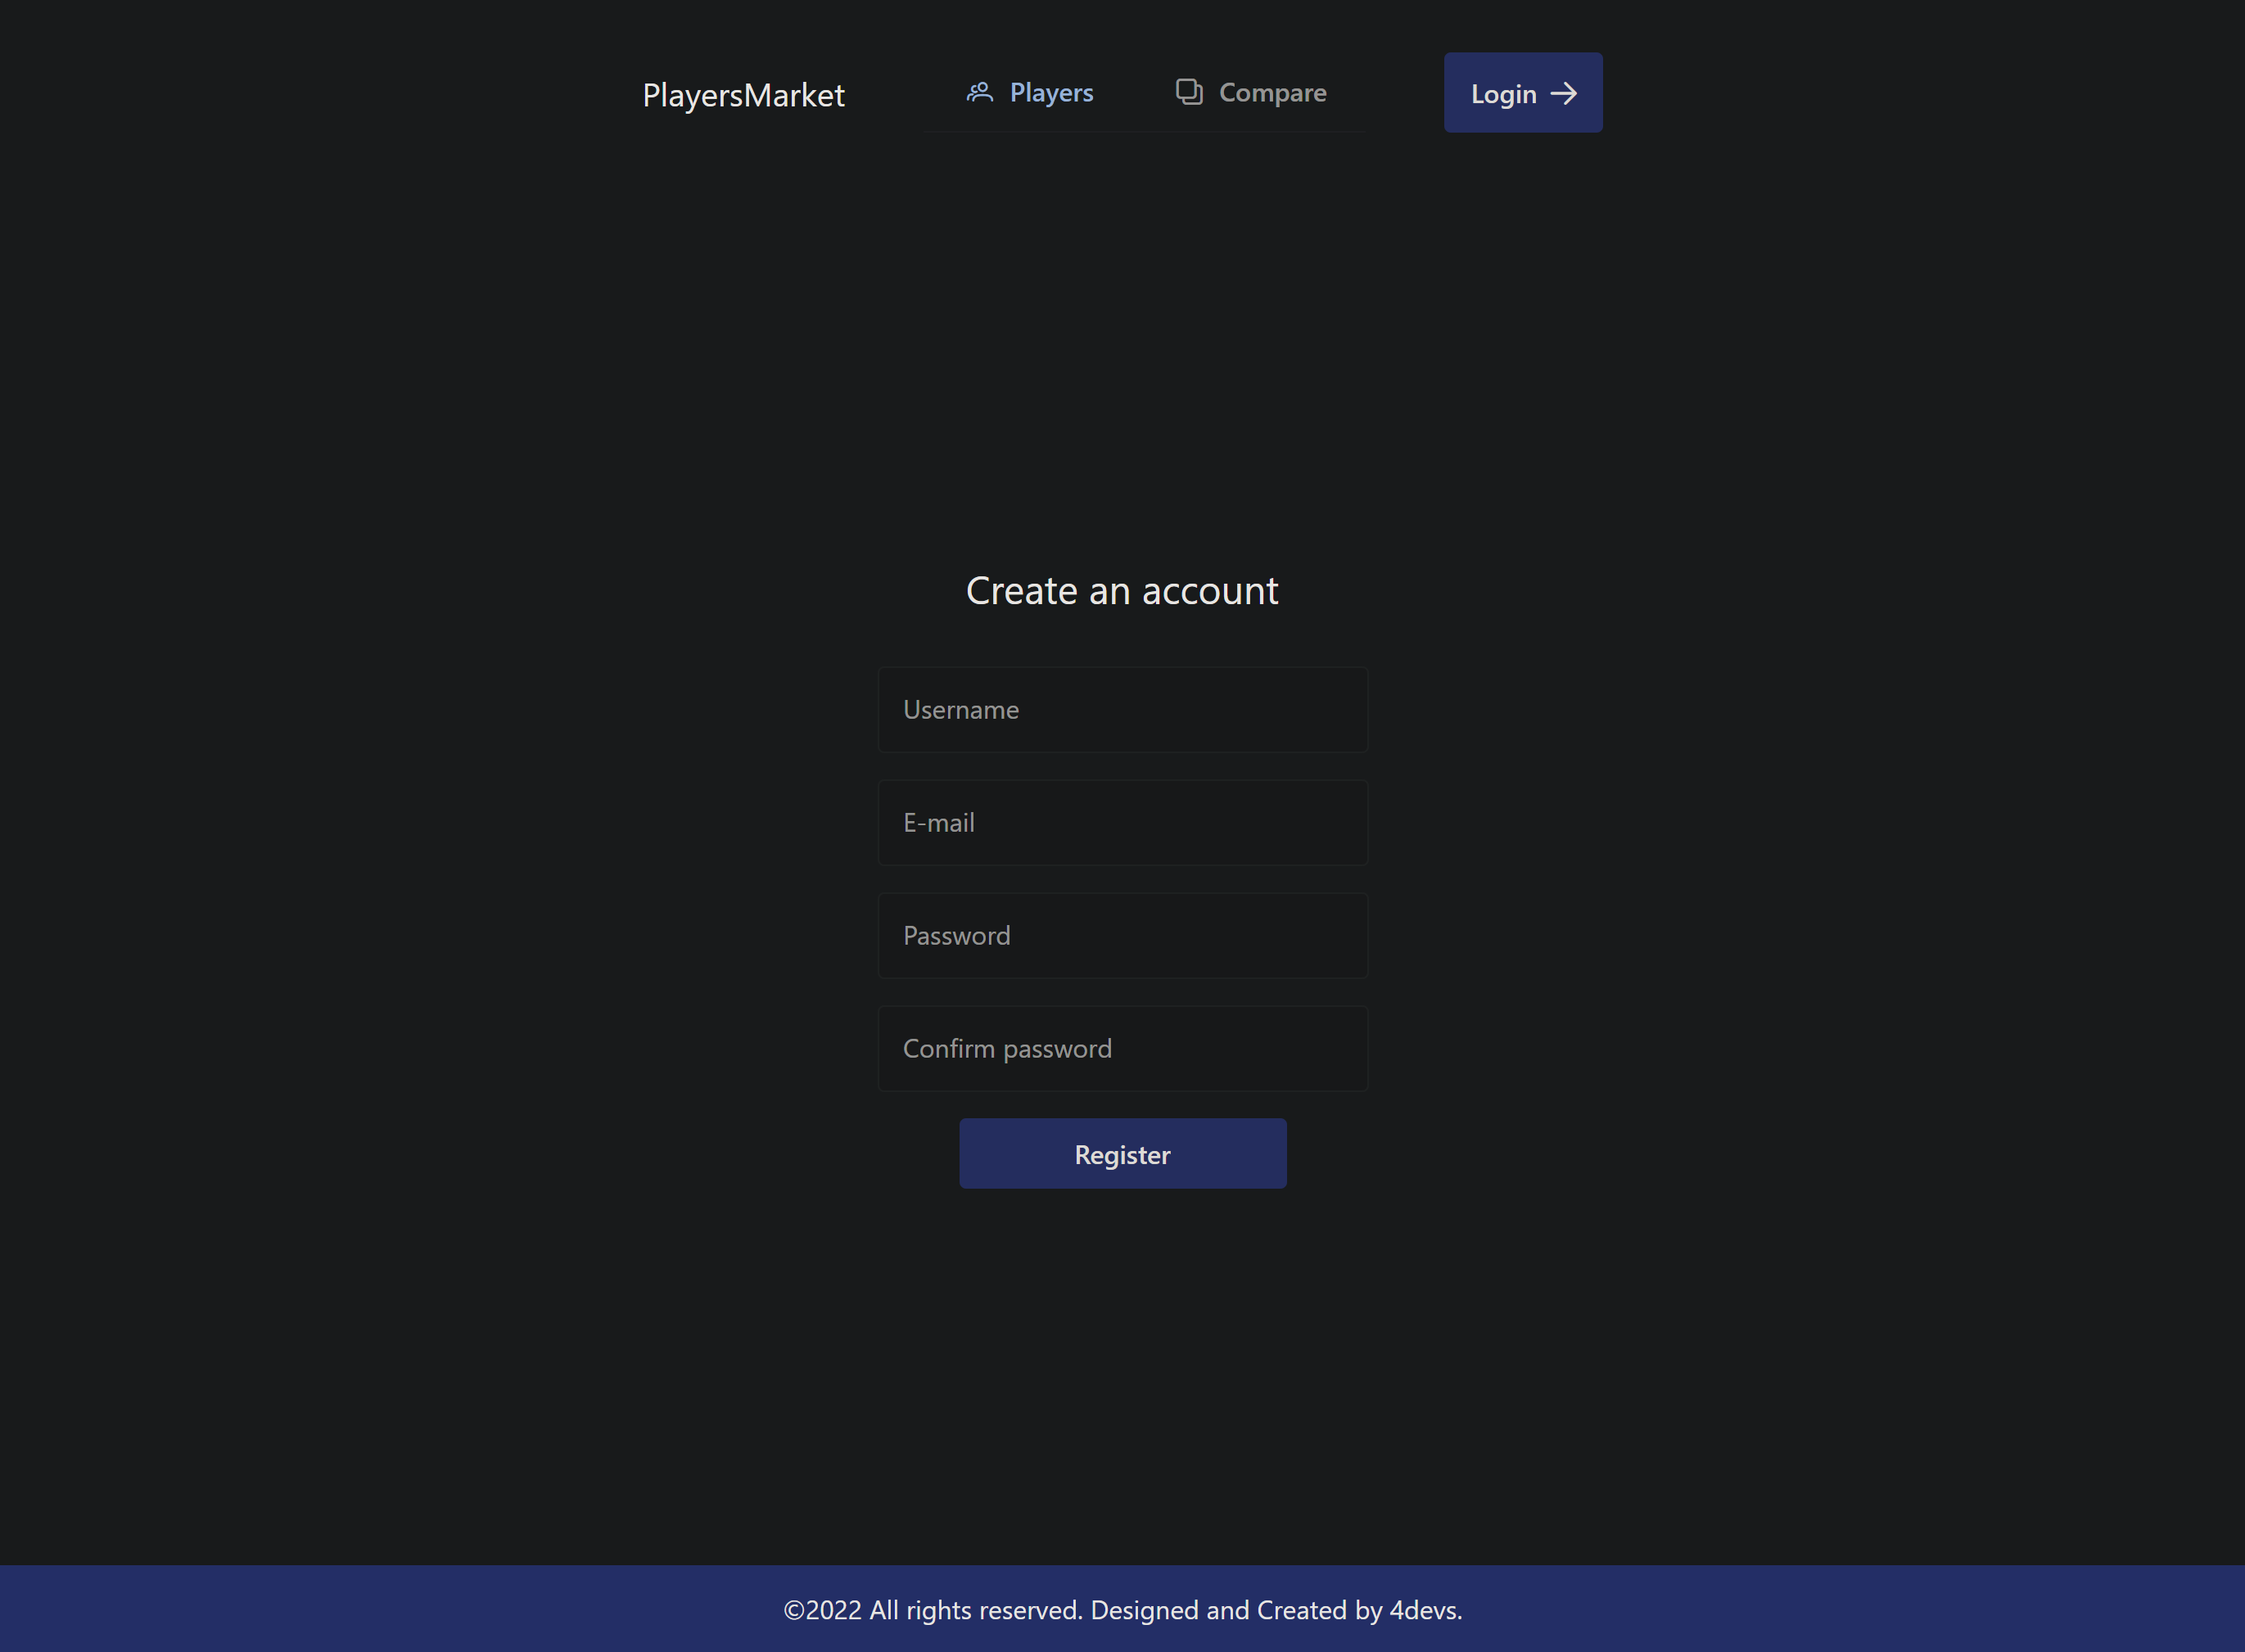 PlayersMarket
Players
Compare
Login
Create an account
Username
E-mail
Password
Confirm password
Register
©2022 All rights reserved. Designed and Created by 4devs.